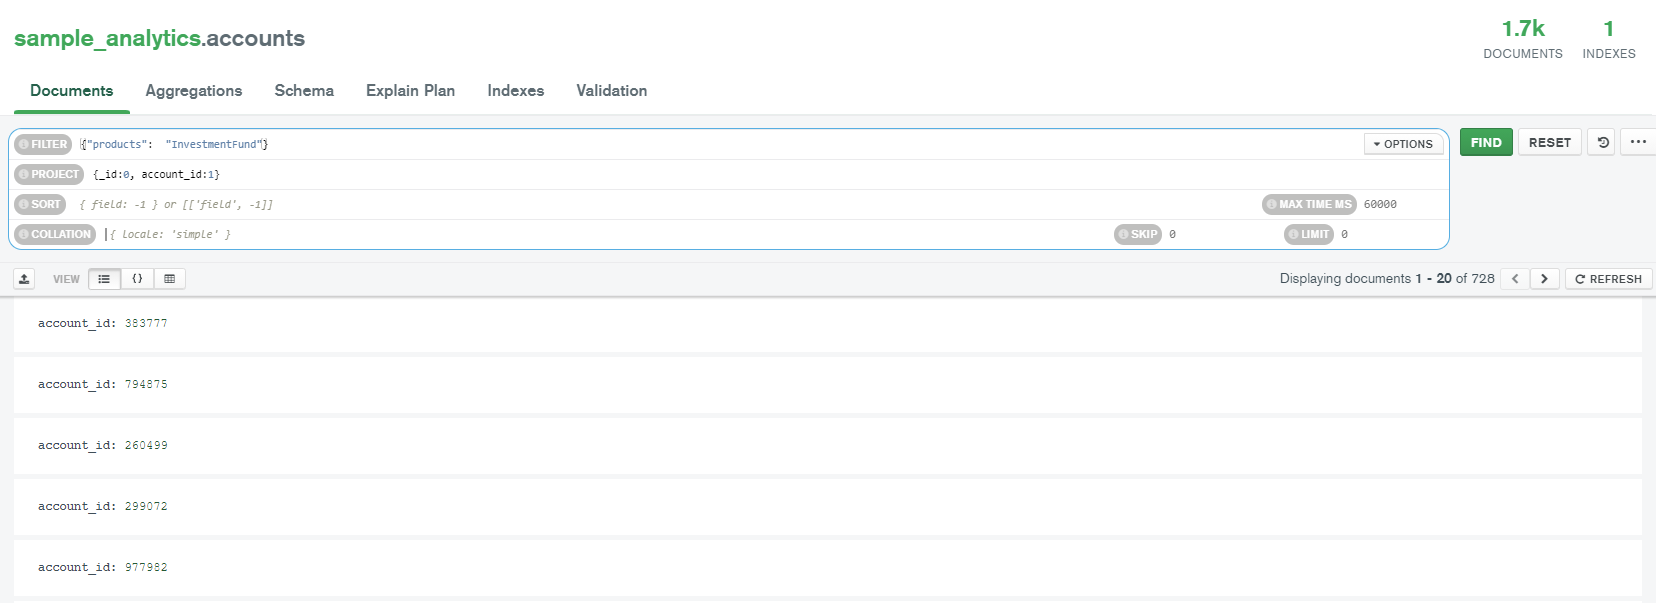 sample_analytics.accounts
1.7k
DOCUMENTS
1
INDEXES
Documents Aggregations Schema Explain Plan Indexes Validation
FILTER {"products": "InvestmentFund"} OPTIONS FIND RESET ...
PROJECT {_id:0, account_id:1}
SORT { field: -1 } or [['field', -1]] MAX TIME MS 60000
COLLATION { locale: 'simple' } SKIP 0 LIMIT 0
VIEW {} Displaying documents 1 - 20 of 728 < > REFRESH
account_id: 383777
account_id: 794875
account_id: 260499
account_id: 299072
account_id: 977982